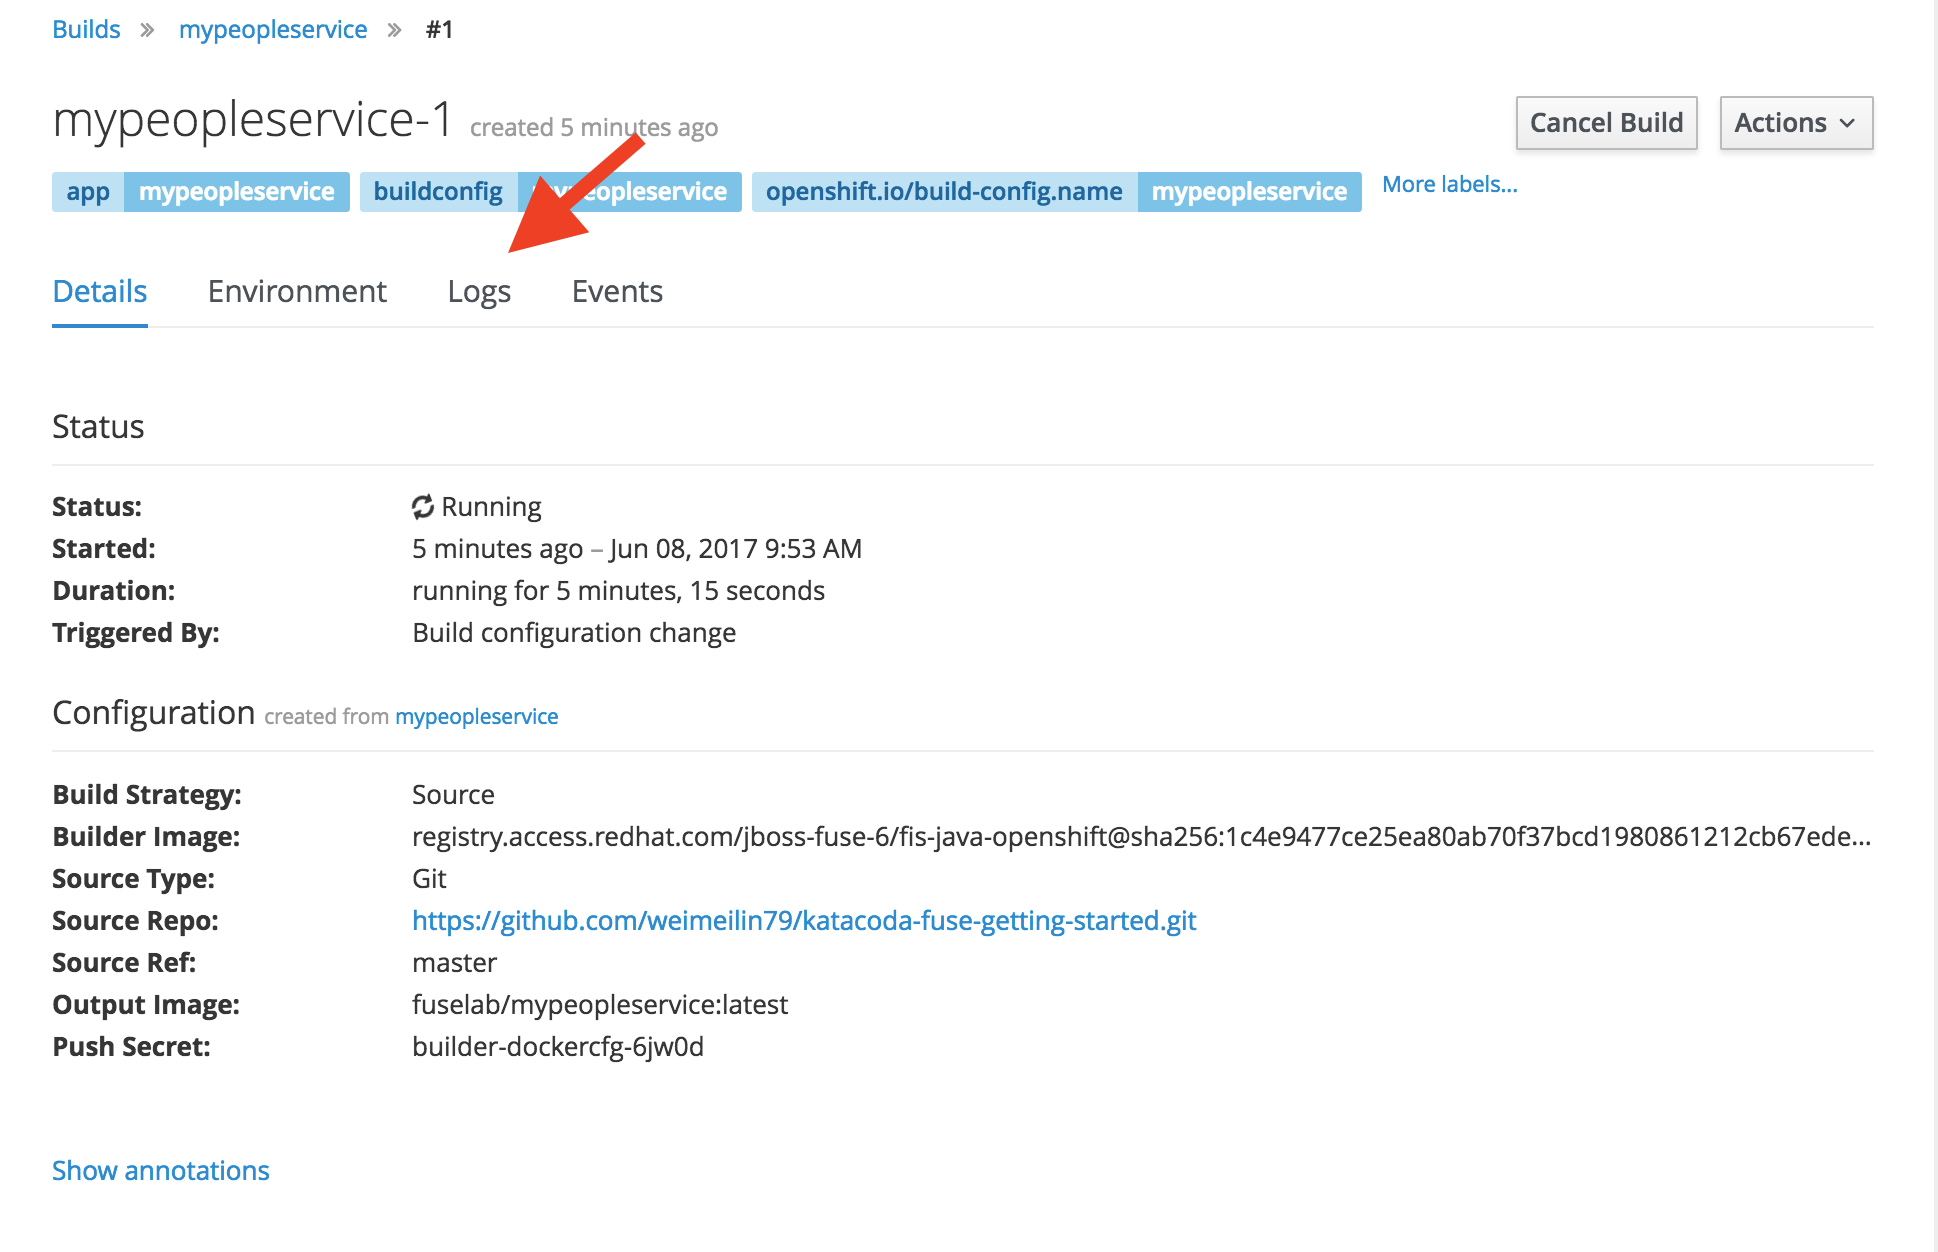 Builds » mypeopleservice » #1
mypeopleservice-1 created 5 minutes ago
Cancel Build Actions
app mypeopleservice buildconfig mypeopleservice openshift.io/build-config.name mypeopleservice More labels...
Details Environment Logs Events
Status
Status: Running
Started: 5 minutes ago – Jun 08, 2017 9:53 AM
Duration: running for 5 minutes, 15 seconds
Triggered By: Build configuration change
Configuration created from mypeopleservice
Build Strategy: Source
Builder Image: registry.access.redhat.com/jboss-fuse-6/fis-java-openshift@sha256:1c4e9477ce25ea80ab70f37bcd1980861212cb67ede...
Source Type: Git
Source Repo: https://github.com/weimeilin79/katacoda-fuse-getting-started.git
Source Ref: master
Output Image: fuselab/mypeopleservice:latest
Push Secret: builder-dockercfg-6jw0d
Show annotations